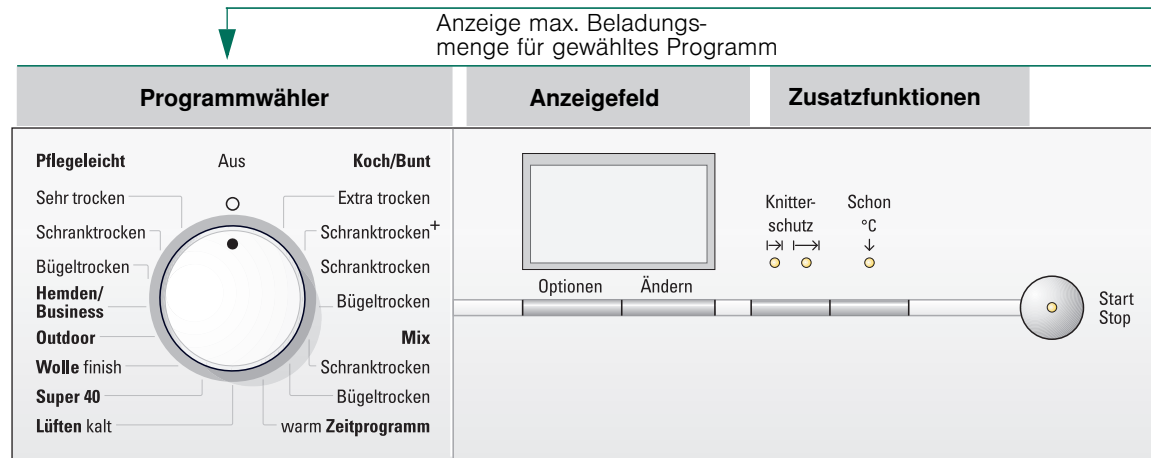 Anzeige max. Beladungs-
menge für gewähltes Programm
Programmwähler
Anzeigefeld
Zusatzfunktionen
Pflegeleicht
Aus
Koch/Bunt
Sehr trocken
Extra trocken
Schranktrocken
Schranktrocken+
Bügeltrocken
Schranktrocken
Hemden/
Business
Bügeltrocken
Outdoor
Mix
Wolle finish
Schranktrocken
Super 40
Bügeltrocken
Lüften kalt
warm Zeitprogramm
Optionen
Ändern
Knitter-
schutz
Schon
°C
Start
Stop